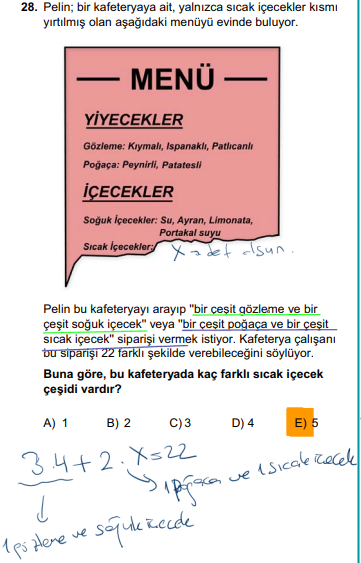 28. Pelin; bir kafeteryaya ait, yalnızca sıcak içecekler kısmı
yırtılmış olan aşağıdaki menüyü evinde buluyor.
MENÜ
YİYECEKLER
Gözleme: Kıymalı, Ispanaklı, Patlıcanlı
Poğaça: Peynirli, Patatesli
İÇECEKLER
Soğuk İçecekler: Su, Ayran, Limonata,
Portakal suyu
Sıcak İçecekler: X adet olsun.
Pelin bu kafeteryayı arayıp "bir çeşit gözleme ve bir
çeşit soğuk içecek" veya "bir çeşit poğaça ve bir çeşit
sıcak içecek" siparişi vermek istiyor. Kafeterya çalışanı
bu siparişi 22 farklı şekilde verebileceğini söylüyor.
Buna göre, bu kafeteryada kaç farklı sıcak içecek
çeşidi vardır?
A) 1 B) 2 C) 3 D) 4 E) 5
3.4+2.X=22
1 poğaça ve 1 sıcak icecek
1 gözleme ve soğuk icecek